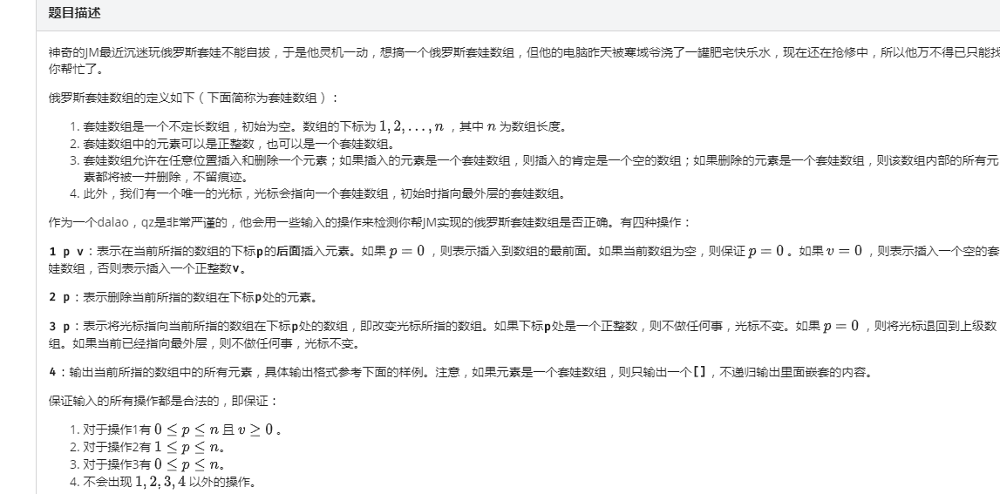 题目描述
神奇的JM最近沉迷玩俄罗斯套娃不能自拔，于是他灵机一动，想搞一个俄罗斯套娃数组，但他的电脑昨天被寒域爷浇了一罐肥宅快乐水，现在还在抢修中，所以他万不得已只能找
你帮忙了。
俄罗斯套娃数组的定义如下（下面简称为套娃数组）：
1. 套娃数组是一个不定长数组，初始为空。数组的下标为 1, 2, …, n ，其中 n 为数组长度。
2. 套娃数组中的元素可以是正整数，也可以是一个套娃数组。
3. 套娃数组允许在任意位置插入和删除一个元素；如果插入的元素是一个套娃数组，则插入的肯定是一个空的数组；如果删除的元素是一个套娃数组，则该数组内部的所有元
素都将被一并删除，不留痕迹。
4. 此外，我们有一个唯一的光标，光标会指向一个套娃数组，初始时指向最外层的套娃数组。
作为一个dalao，qz是非常严谨的，他会用一些输入的操作来检测你帮JM实现的俄罗斯套娃数组是否正确。有四种操作：
1 p v：表示在当前所指的数组的下标p的后面插入元素。如果 p = 0 ，则表示插入到数组的最前面。如果当前数组为空，则保证 p = 0 。如果 v = 0 ，则表示插入一个空的套
娃数组，否则表示插入一个正整数v。
2 p：表示删除当前所指的数组在下标p处的元素。
3 p：表示将光标指向当前所指的数组在下标p处的数组，即改变光标所指的数组。如果下标p处是一个正整数，则不做任何事，光标不变。如果 p = 0 ，则将光标退回到上级数
组。如果当前已经指向最外层，则不做任何事，光标不变。
4：输出当前所指的数组中的所有元素，具体输出格式参考下面的样例。注意，如果元素是一个套娃数组，则只输出一个[]，不递归输出里面嵌套的内容。
保证输入的所有操作都是合法的，即保证：
1. 对于操作1有 0 ≤ p ≤ n 且 v ≥ 0 。
2. 对于操作2有 1 ≤ p ≤ n。
3. 对于操作3有 0 ≤ p ≤ n。
4. 不会出现 1, 2, 3, 4 以外的操作。